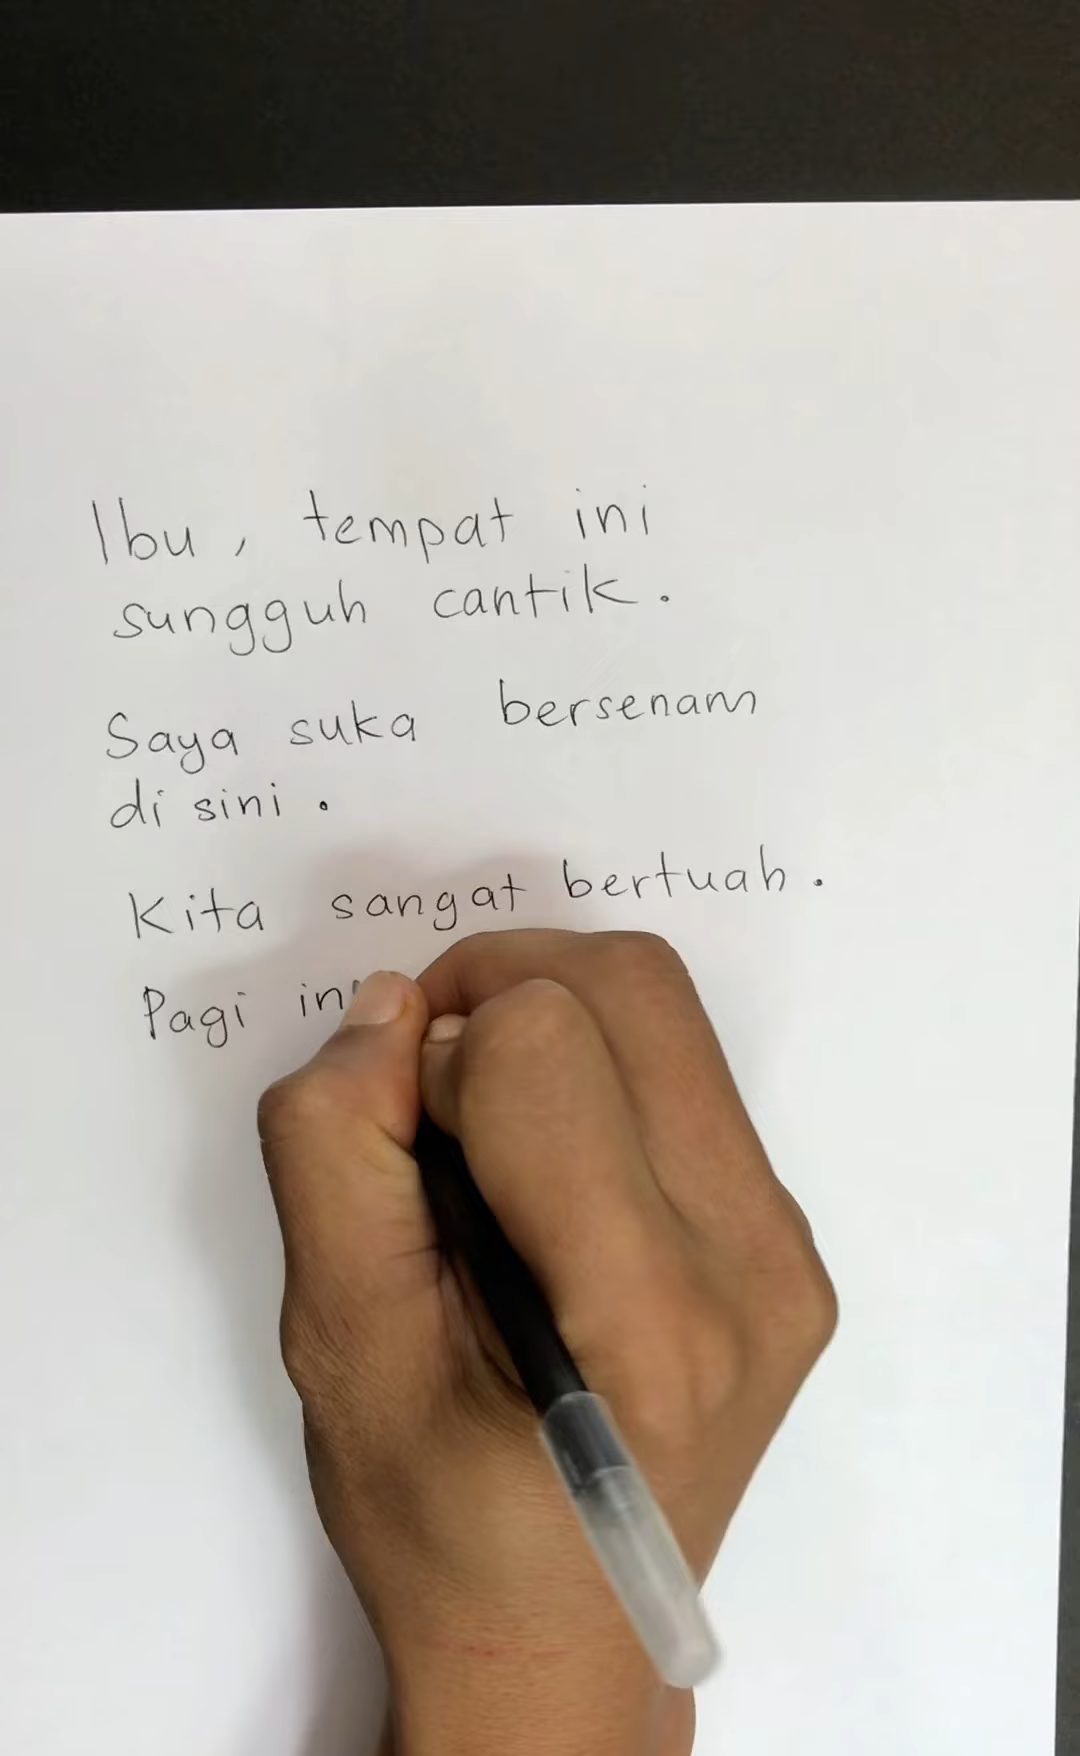 Ibu, tempat ini
sungguh cantik.
Saya suka bersenam
di sini.
Kita sangat bertuah.
Pagi